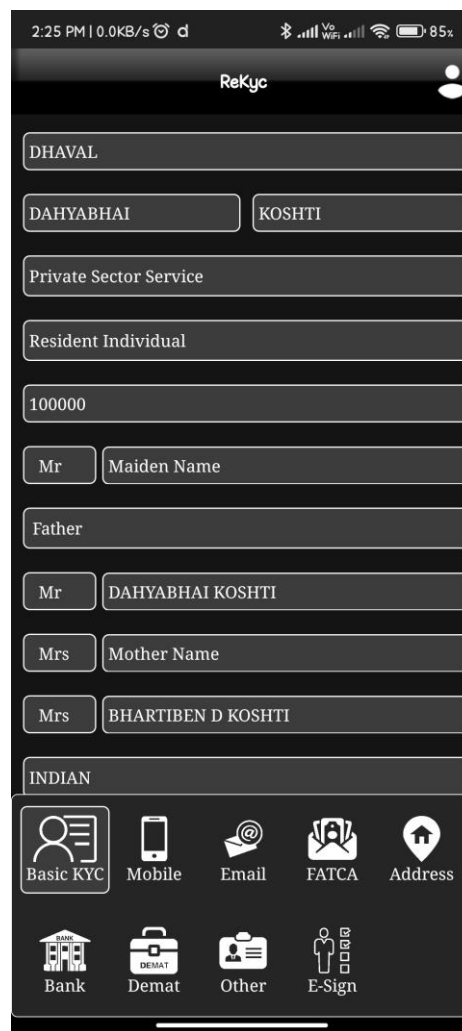 2:25 PM | 0.0KB/s d Vo WiFi 85%
ReKyc
DHAVAL
DAHYABHAI KOSHTI
Private Sector Service
Resident Individual
100000
Mr Maiden Name
Father
Mr DAHYABHAI KOSHTI
Mrs Mother Name
Mrs BHARTIBEN D KOSHTI
INDIAN
Basic KYC Mobile Email FATCA Address
BANK DEMAT
Bank Demat Other E-Sign